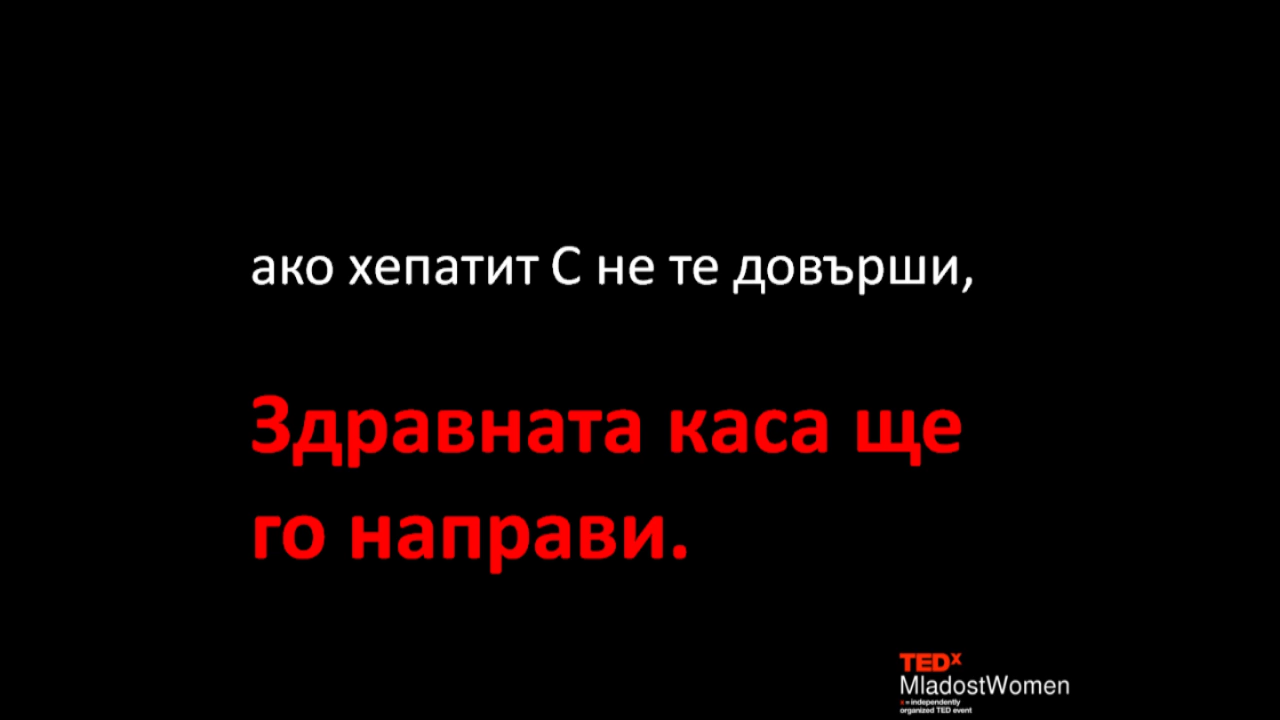 ако хепатит С не те довърши,
Здравната каса ще
го направи.
TEDx
MladostWomen
x = independently
organized TED event